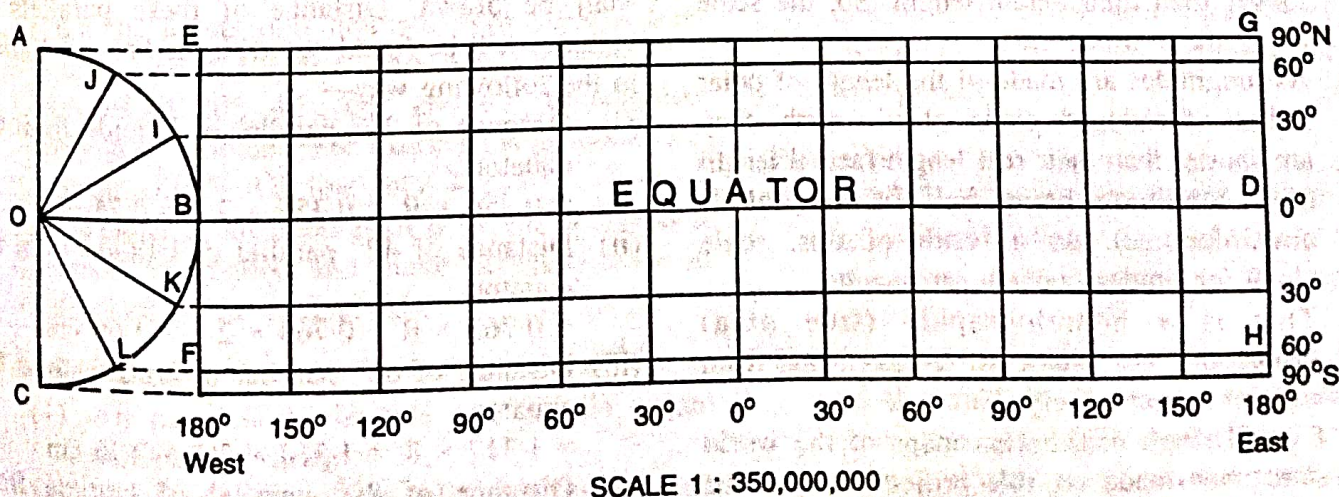 A E G 90°N
J 60°
I 30°
EQUATOR
O B D 0°
K 30°
L F H 60°
C 90°S
180° 150° 120° 90° 60° 30° 0° 30° 60° 90° 120° 150° 180°
West East
SCALE 1 : 350,000,000